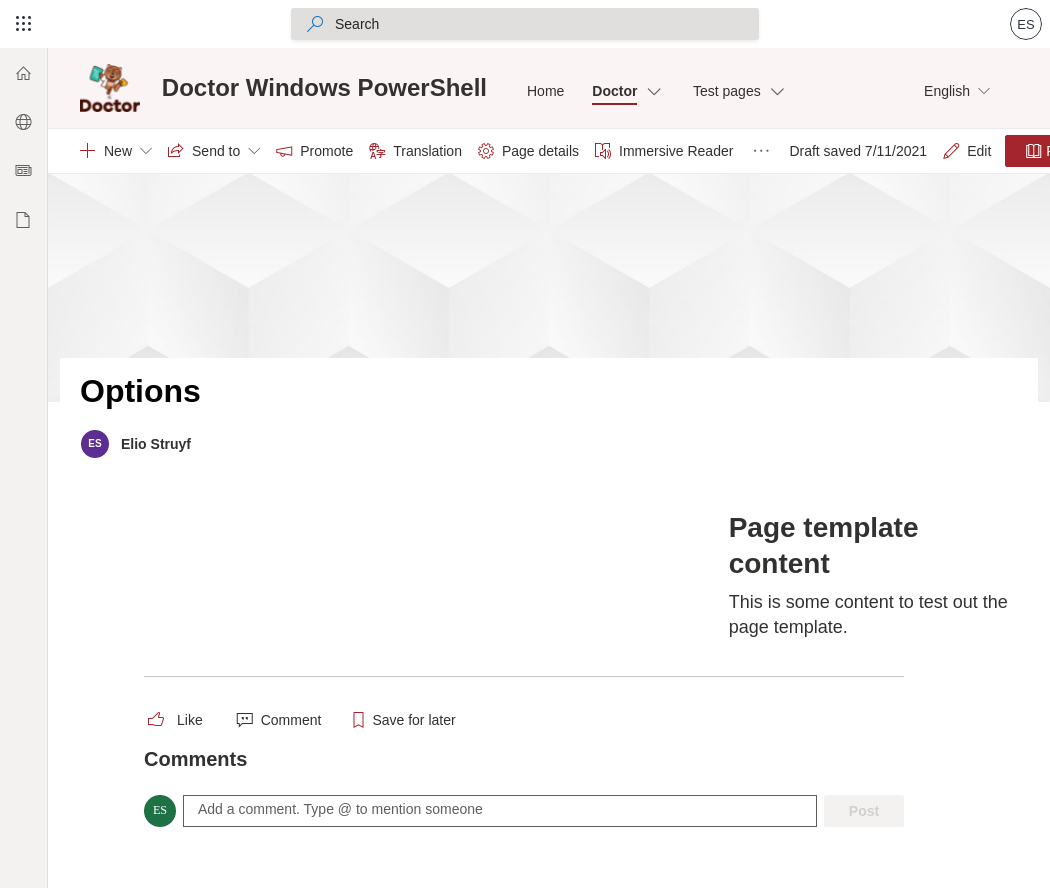 Search
ES
Doctor
Doctor Windows PowerShell
Home
Doctor
Test pages
English
New
Send to
Promote
Translation
Page details
Immersive Reader
Draft saved 7/11/2021
Edit
Options
ES
Elio Struyf
Page template
content
This is some content to test out the
page template.
Like
Comment
Save for later
Comments
ES
Add a comment. Type @ to mention someone
Post